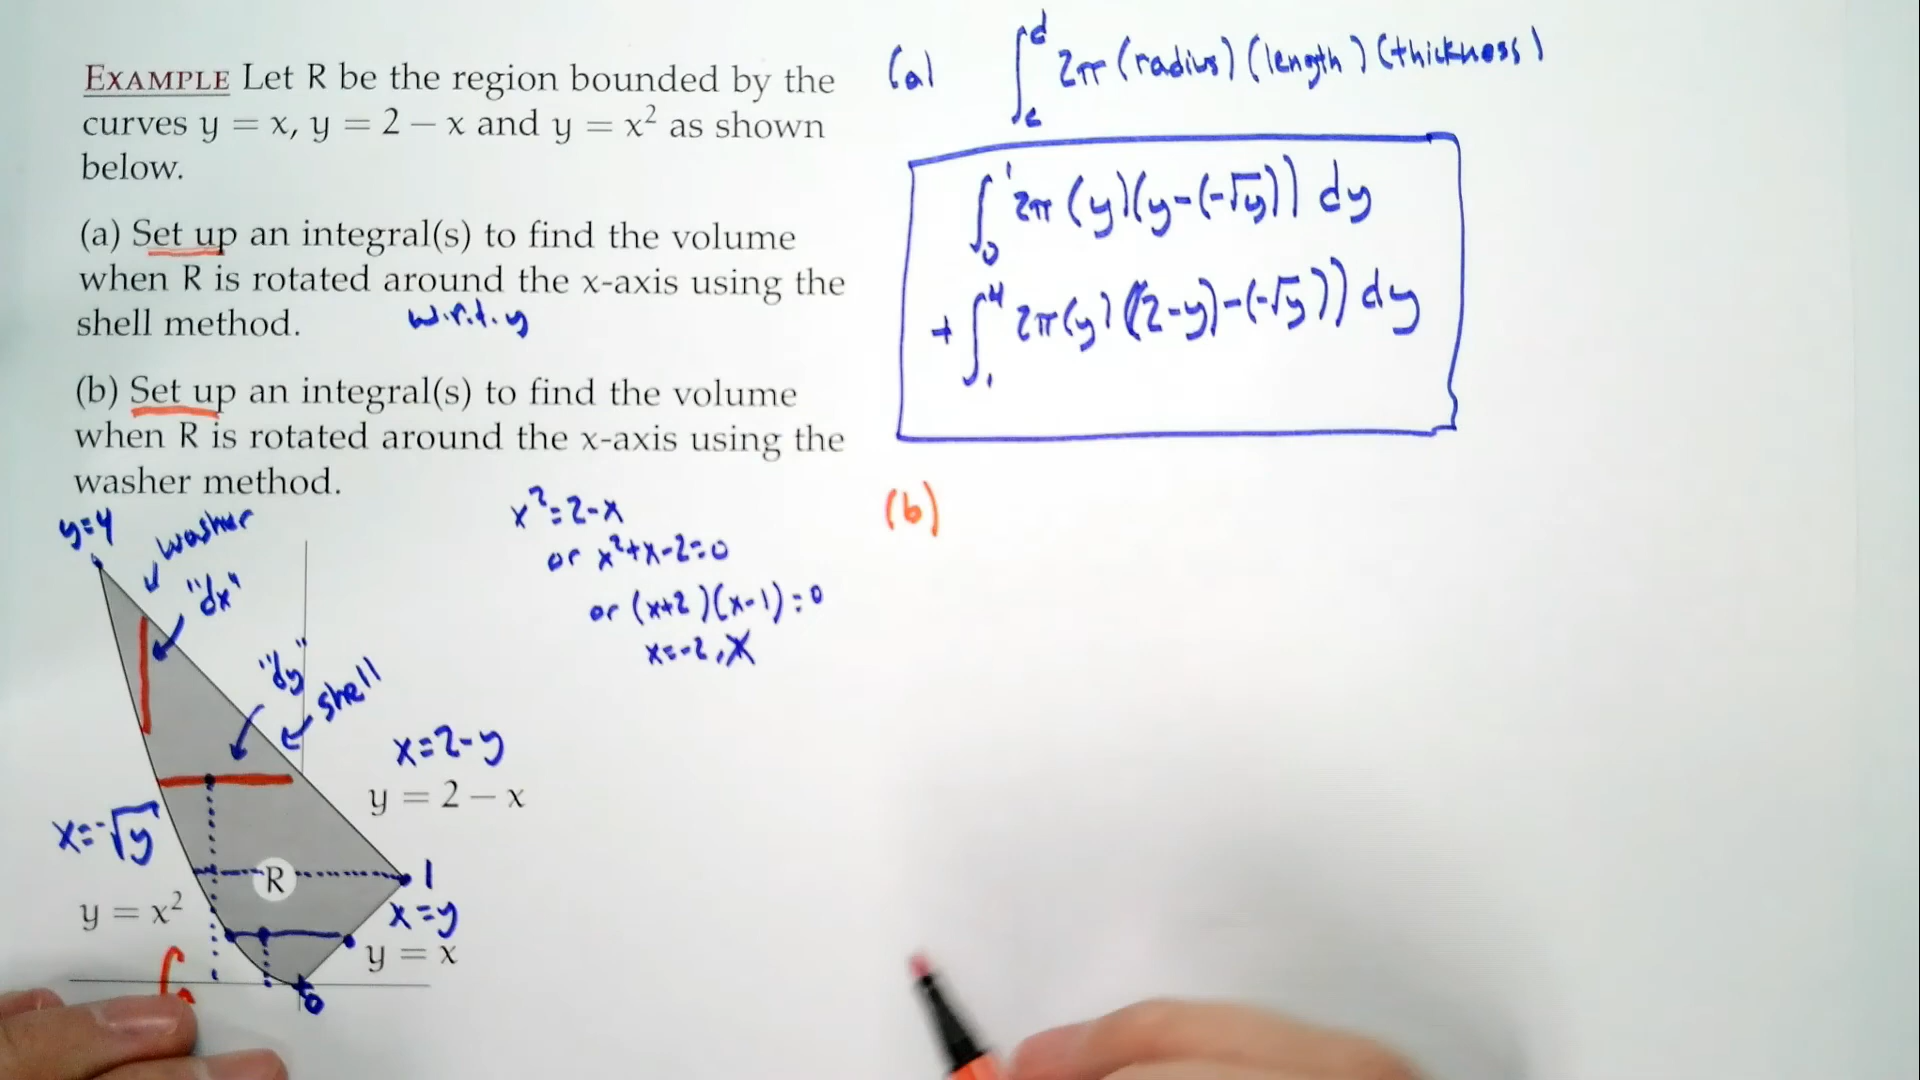 EXAMPLE Let R be the region bounded by the
curves y = x, y = 2 − x and y = x² as shown
below.
(a) Set up an integral(s) to find the volume
when R is rotated around the x-axis using the
shell method.
w.r.t. y
(b) Set up an integral(s) to find the volume
when R is rotated around the x-axis using the
washer method.
y=4
washer
"dx"
"dy"
shell
x=2-y
y = 2 − x
x=-√y
R
1
y = x²
x=y
y = x
0
x²=2-x
or x²+x-2=0
or (x+2)(x-1)=0
x=-2, X
(a) ∫_c^d 2π (radius) (length) (thickness)
∫_0^1 2π (y)(y-(-√y)) dy
+ ∫_1^4 2π(y) ((2-y)-(-√y)) dy
(b)